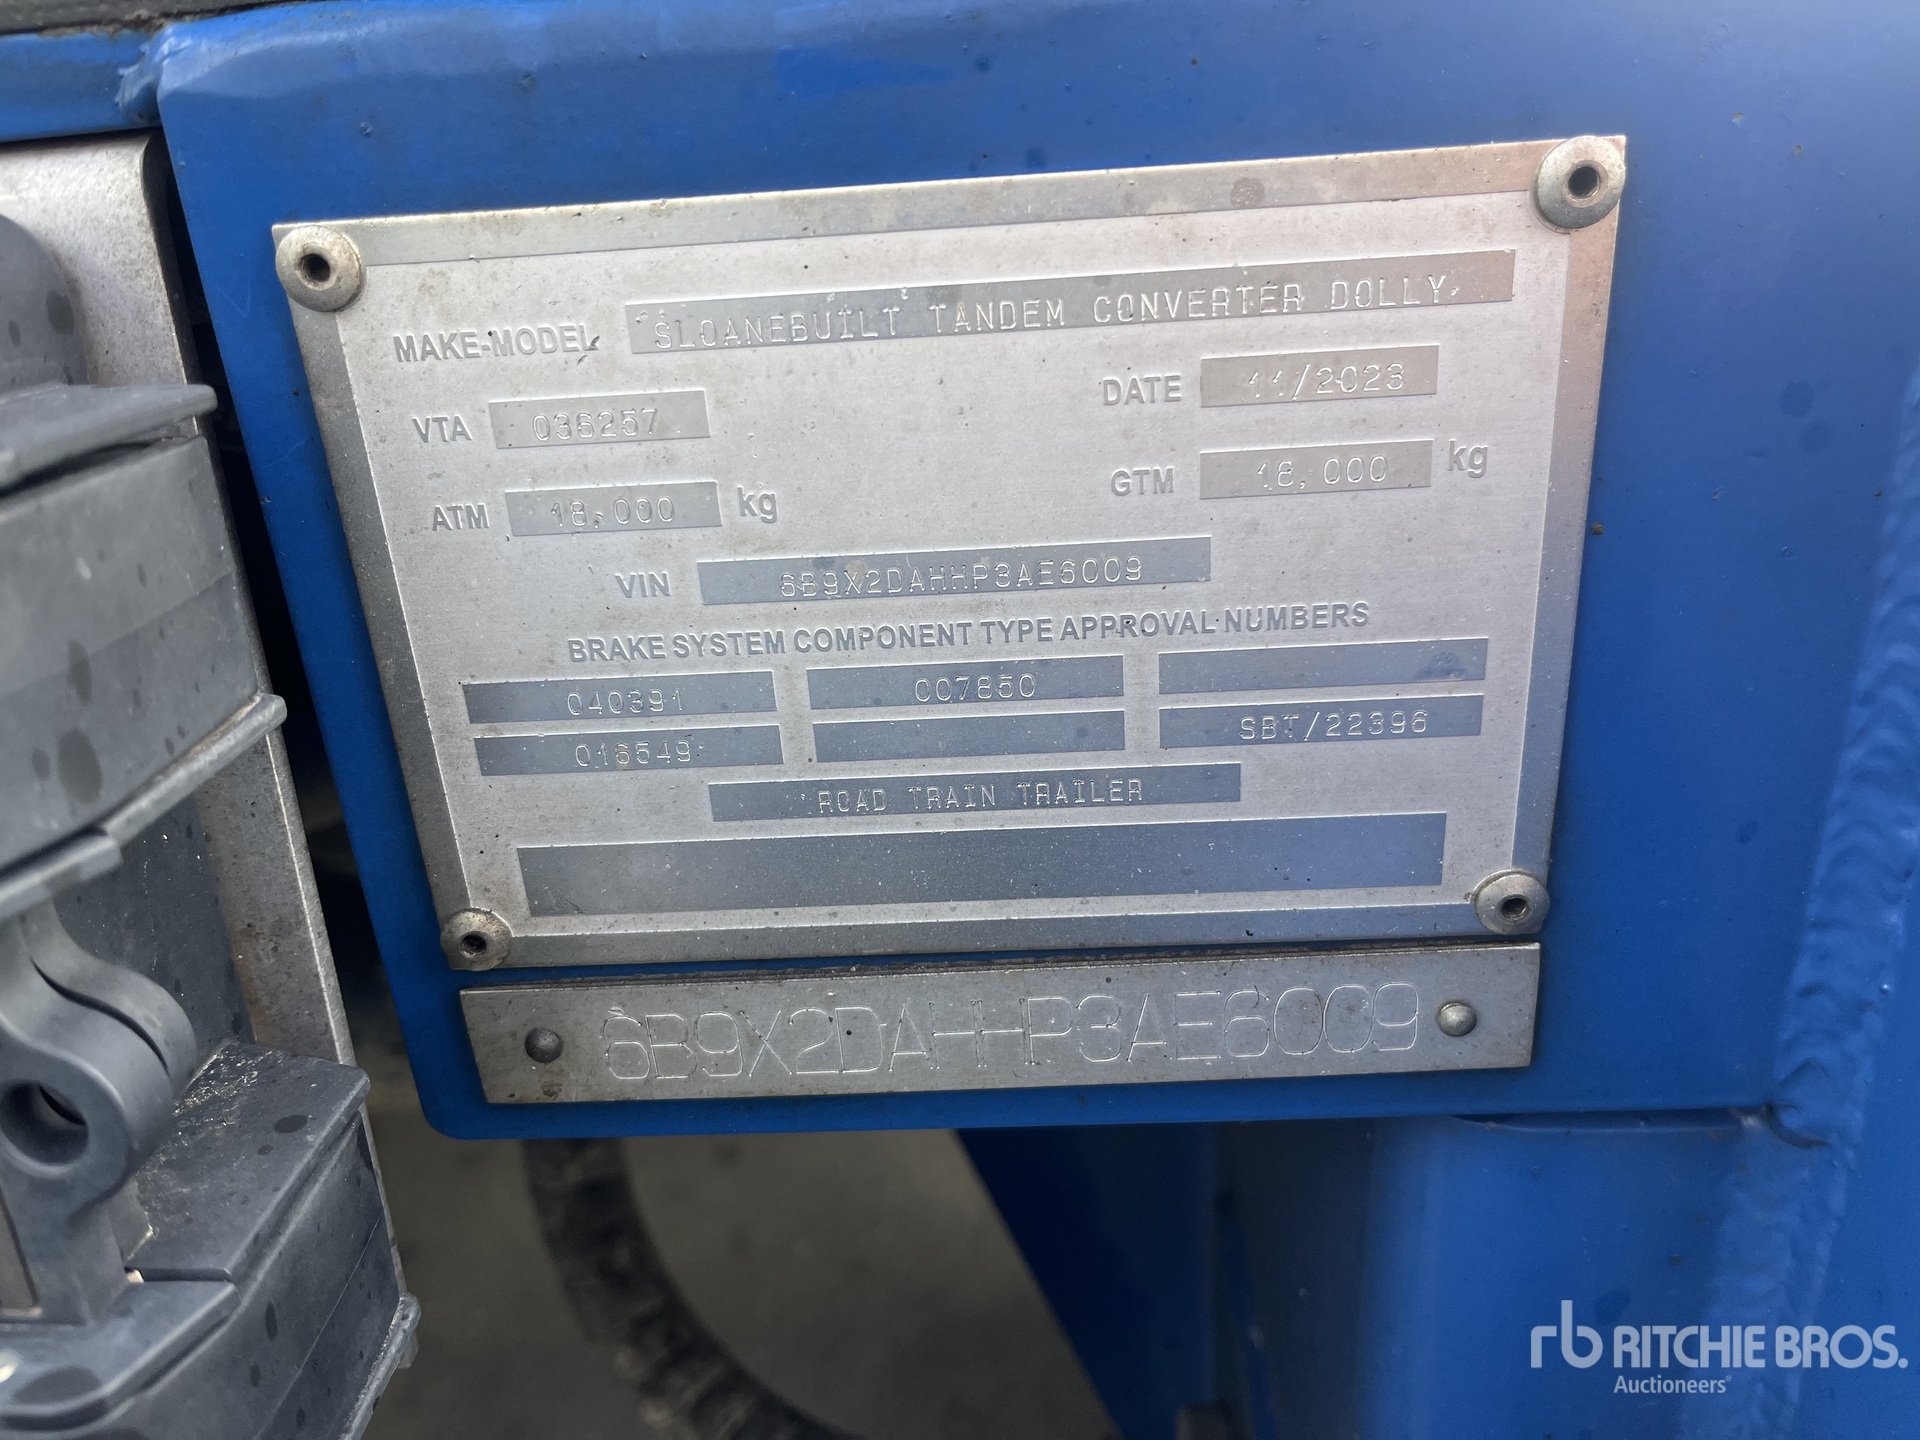 MAKE-MODEL SLOANEBUILT TANDEM CONVERTER DOLLY
VTA 036257 DATE 11/2023
ATM 18,000 kg GTM 18,000 kg
VIN 6B9X2DAHHP3AE6009
BRAKE SYSTEM COMPONENT TYPE APPROVAL NUMBERS
040391 007850
016549 SBT/22396
ROAD TRAIN TRAILER
6B9X2DAHHP3AE6009
rb RITCHIE BROS.
Auctioneers